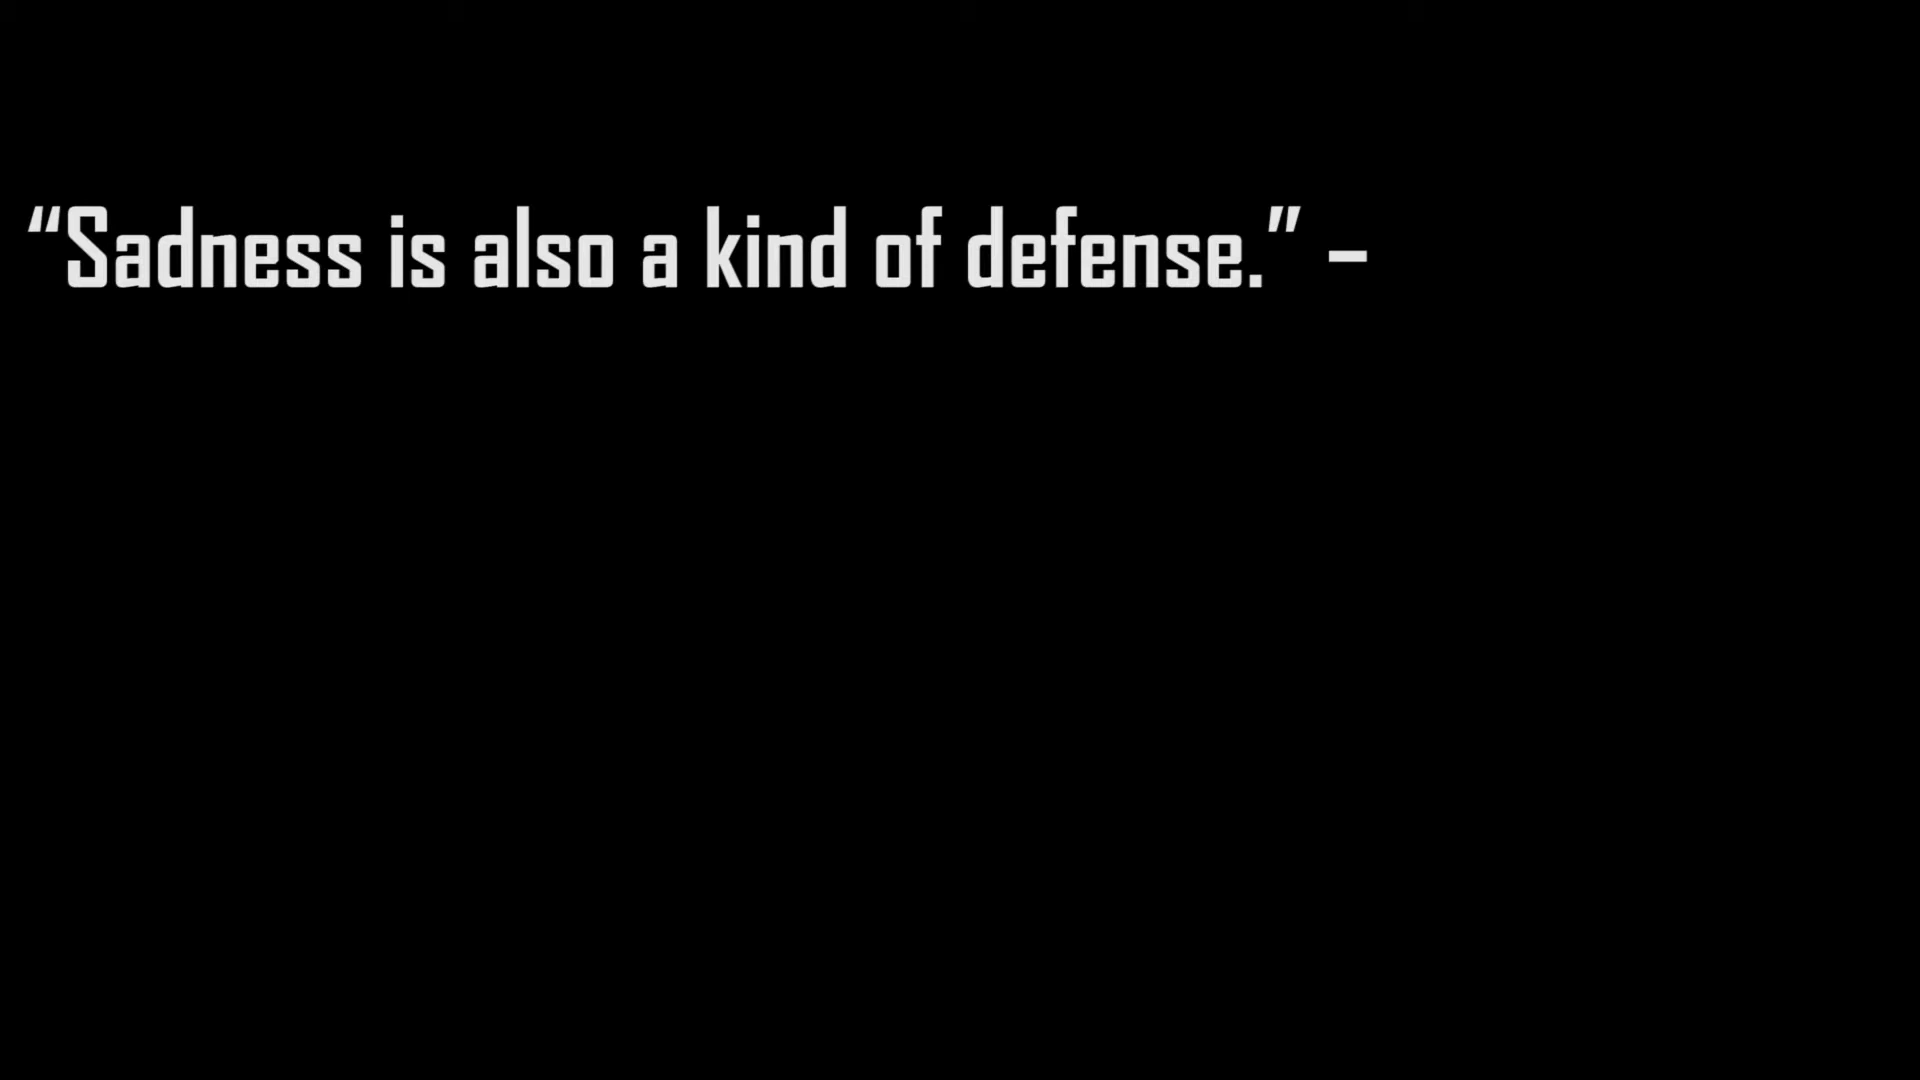 “Sadness is also a kind of defense.” –